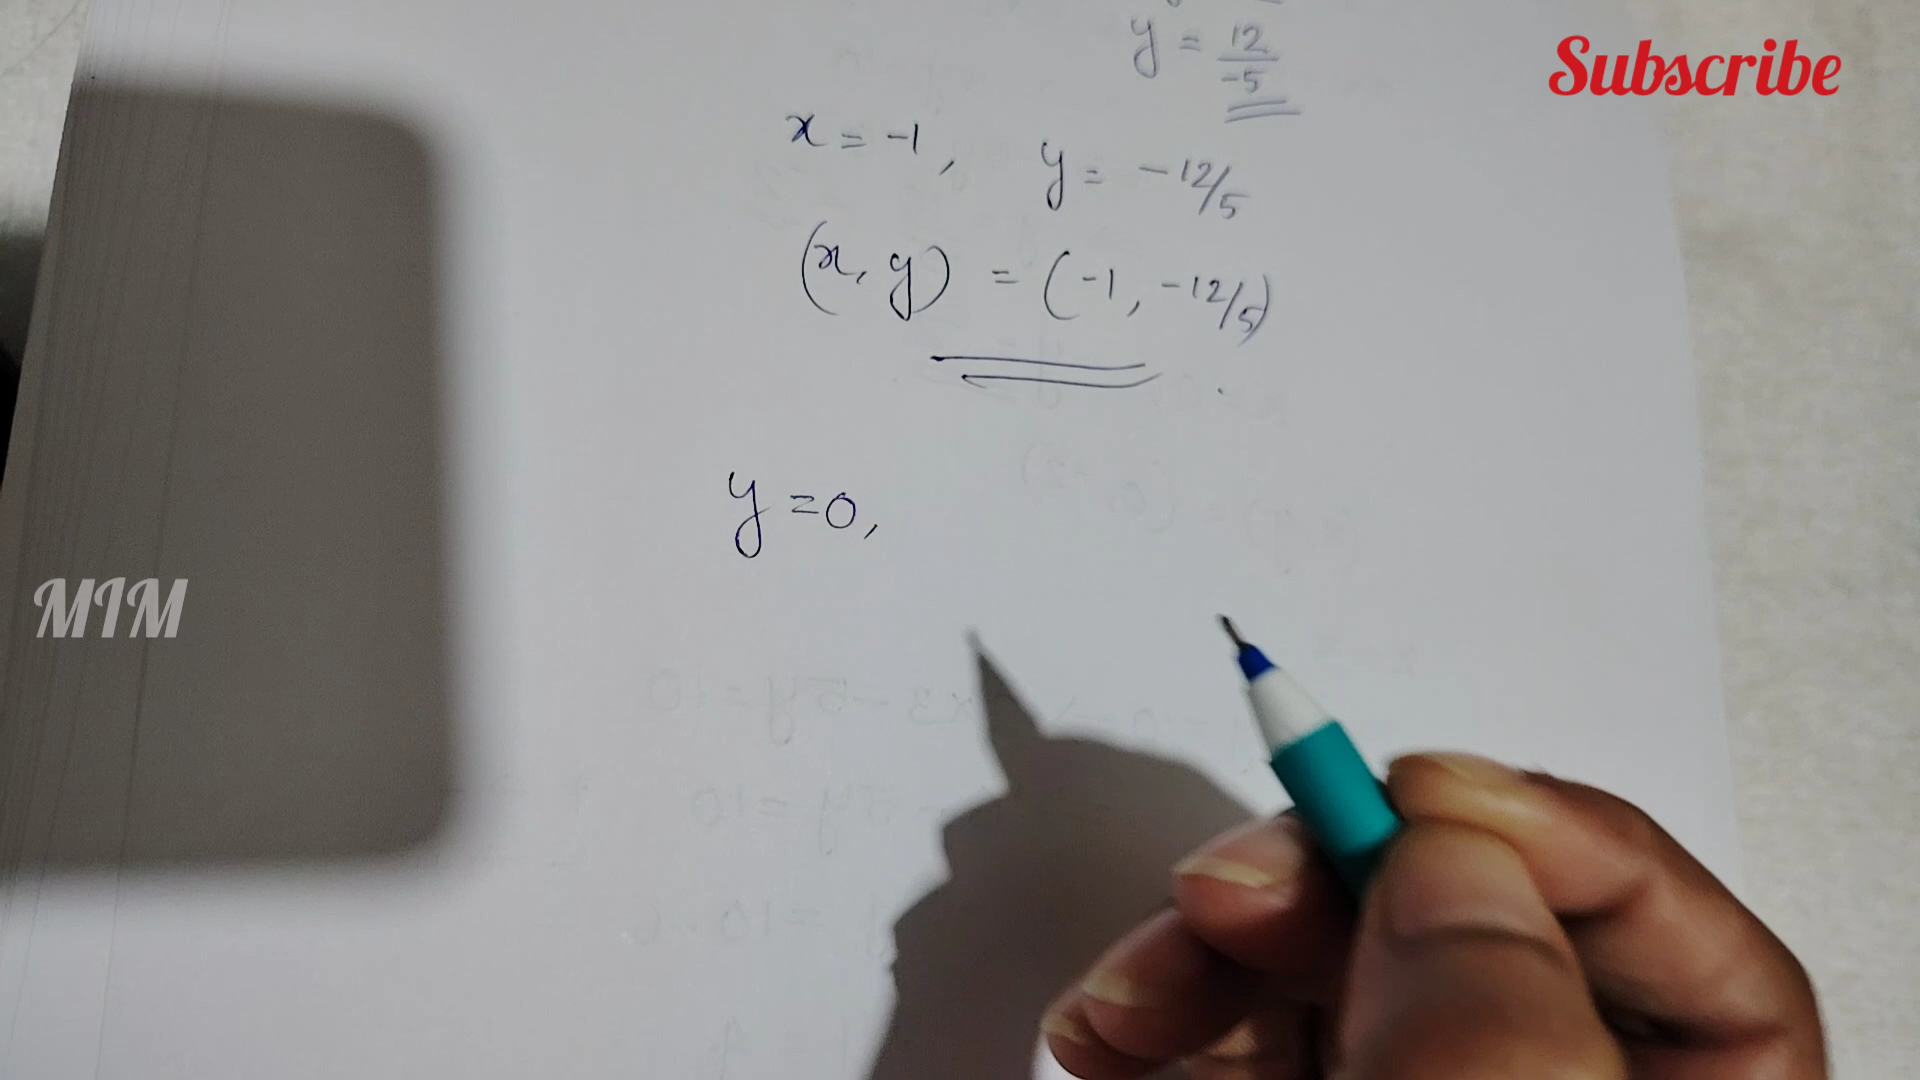 y = 12/-5
Subscribe
x = -1, y = -12/5
(x, y) = (-1, -12/5)
y = 0,
MIM